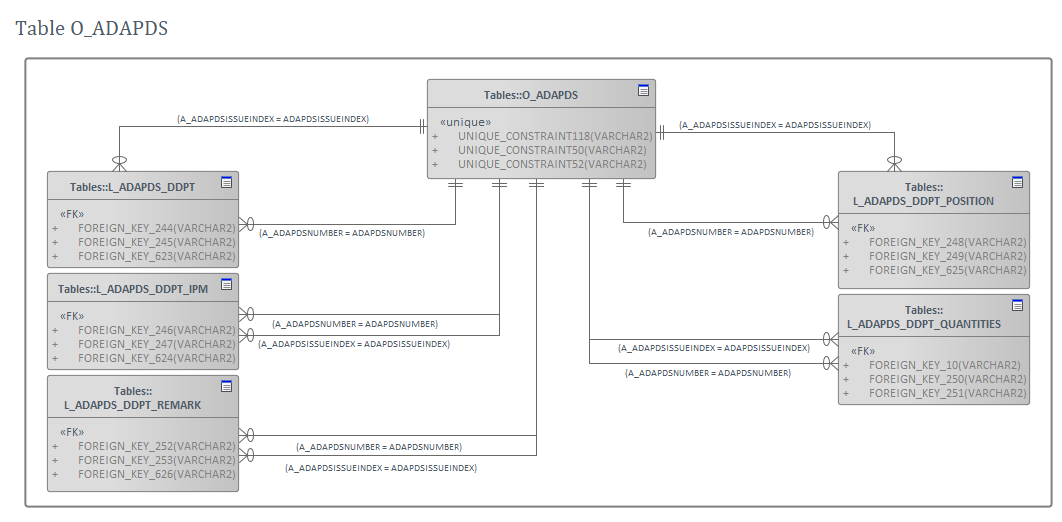 Table O_ADAPDS
Tables::O_ADAPDS
«unique»
+ UNIQUE_CONSTRAINT118(VARCHAR2)
+ UNIQUE_CONSTRAINT50(VARCHAR2)
+ UNIQUE_CONSTRAINT52(VARCHAR2)
(A_ADAPDSISSUEINDEX = ADAPDSISSUEINDEX)
(A_ADAPDSISSUEINDEX = ADAPDSISSUEINDEX)
Tables::L_ADAPDS_DDPT
«FK»
+ FOREIGN_KEY_244(VARCHAR2)
+ FOREIGN_KEY_245(VARCHAR2)
+ FOREIGN_KEY_623(VARCHAR2)
(A_ADAPDSNUMBER = ADAPDSNUMBER)
(A_ADAPDSNUMBER = ADAPDSNUMBER)
Tables::
L_ADAPDS_DDPT_POSITION
«FK»
+ FOREIGN_KEY_248(VARCHAR2)
+ FOREIGN_KEY_249(VARCHAR2)
+ FOREIGN_KEY_625(VARCHAR2)
Tables::L_ADAPDS_DDPT_IPM
«FK»
+ FOREIGN_KEY_246(VARCHAR2)
+ FOREIGN_KEY_247(VARCHAR2)
+ FOREIGN_KEY_624(VARCHAR2)
(A_ADAPDSNUMBER = ADAPDSNUMBER)
(A_ADAPDSISSUEINDEX = ADAPDSISSUEINDEX)
(A_ADAPDSISSUEINDEX = ADAPDSISSUEINDEX)
(A_ADAPDSNUMBER = ADAPDSNUMBER)
Tables::
L_ADAPDS_DDPT_QUANTITIES
«FK»
+ FOREIGN_KEY_10(VARCHAR2)
+ FOREIGN_KEY_250(VARCHAR2)
+ FOREIGN_KEY_251(VARCHAR2)
Tables::
L_ADAPDS_DDPT_REMARK
«FK»
+ FOREIGN_KEY_252(VARCHAR2)
+ FOREIGN_KEY_253(VARCHAR2)
+ FOREIGN_KEY_626(VARCHAR2)
(A_ADAPDSNUMBER = ADAPDSNUMBER)
(A_ADAPDSISSUEINDEX = ADAPDSISSUEINDEX)